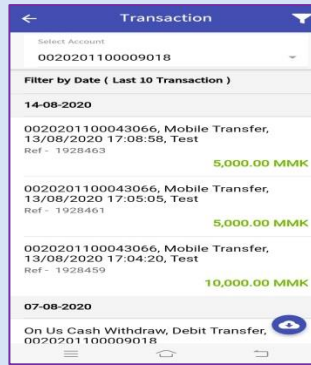 Transaction
Select Account
0020201100009018
Filter by Date ( Last 10 Transaction )
14-08-2020
0020201100043066, Mobile Transfer,
13/08/2020 17:08:58, Test
Ref - 1928463
5,000.00 MMK
0020201100043066, Mobile Transfer,
13/08/2020 17:05:05, Test
Ref - 1928461
5,000.00 MMK
0020201100043066, Mobile Transfer,
13/08/2020 17:04:20, Test
Ref - 1928459
10,000.00 MMK
07-08-2020
On Us Cash Withdraw, Debit Transfer,
0020201100009018